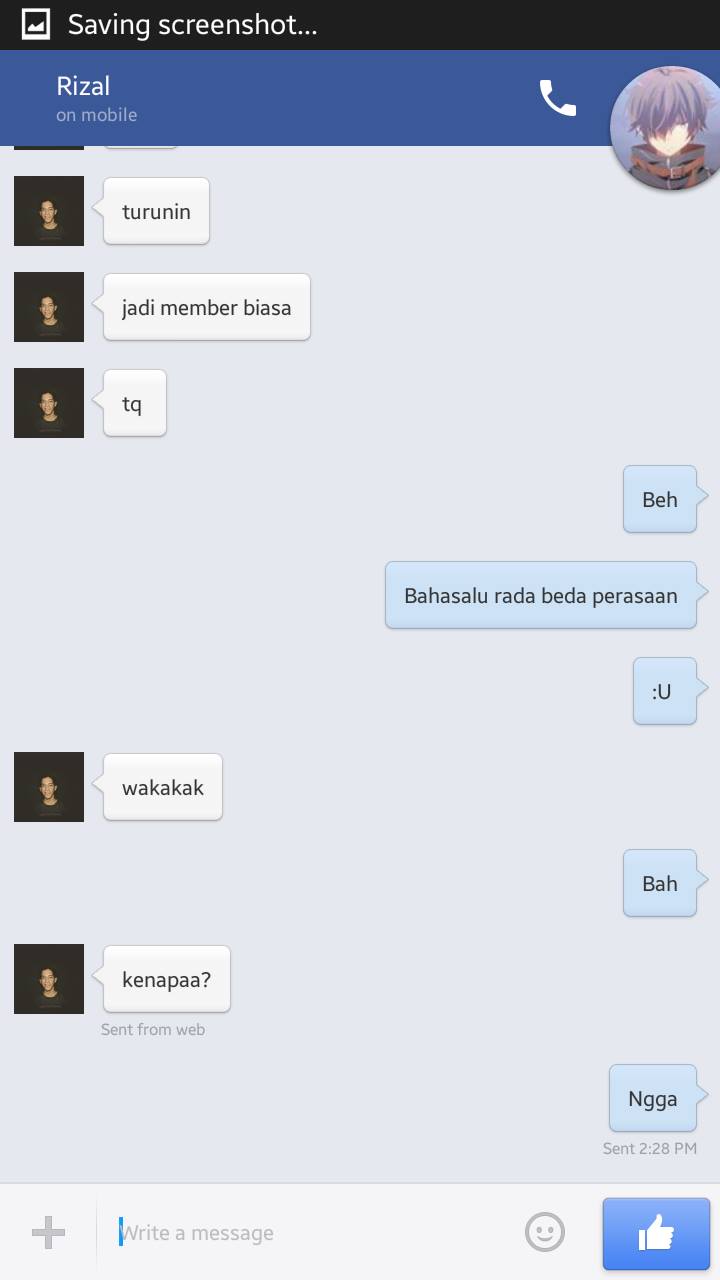 Saving screenshot...
Rizal
on mobile
turunin
jadi member biasa
tq
Beh
Bahasalu rada beda perasaan
:U
wakakak
Bah
kenapaa?
Sent from web
Ngga
Sent 2:28 PM
Write a message